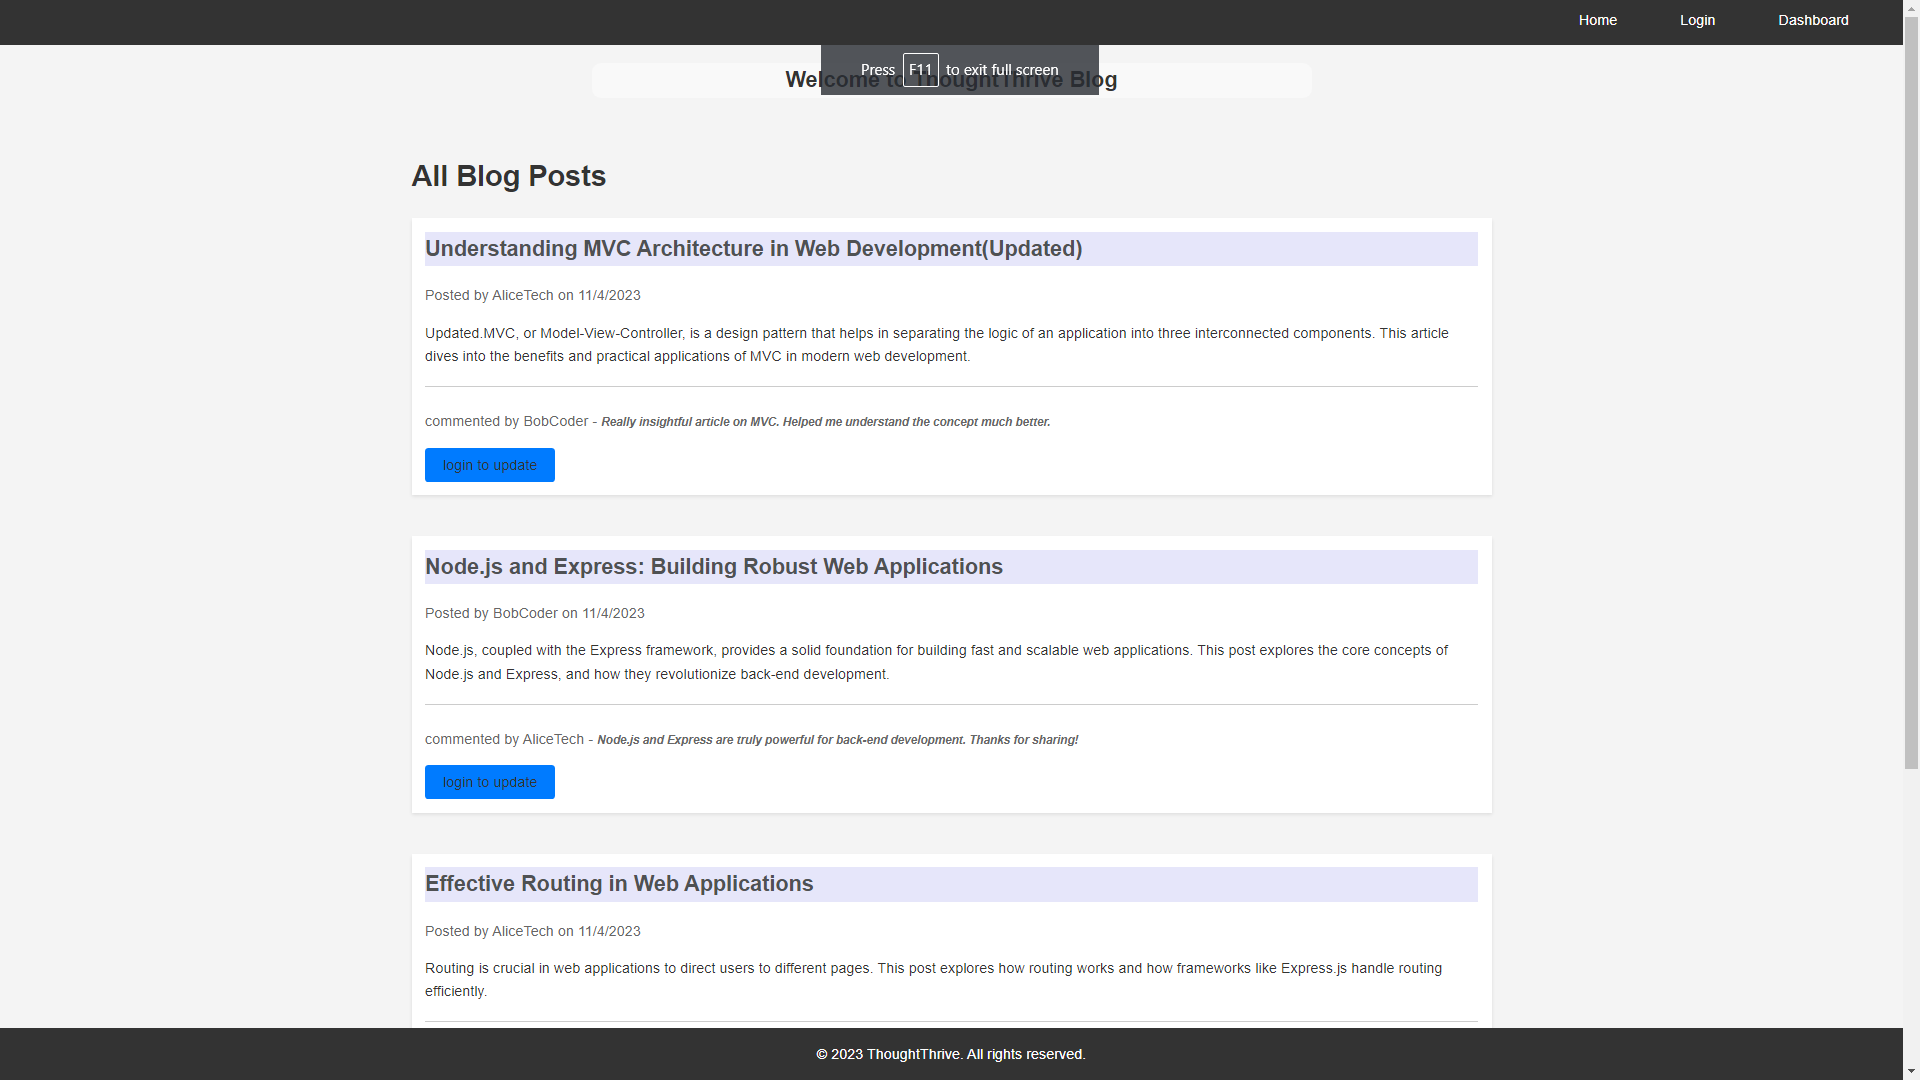 Home Login Dashboard
Press F11 to exit full screen
Welcome to ThoughtThrive Blog
All Blog Posts
Understanding MVC Architecture in Web Development(Updated)
Posted by AliceTech on 11/4/2023
Updated.MVC, or Model-View-Controller, is a design pattern that helps in separating the logic of an application into three interconnected components. This article
dives into the benefits and practical applications of MVC in modern web development.
commented by BobCoder - Really insightful article on MVC. Helped me understand the concept much better.
login to update
Node.js and Express: Building Robust Web Applications
Posted by BobCoder on 11/4/2023
Node.js, coupled with the Express framework, provides a solid foundation for building fast and scalable web applications. This post explores the core concepts of
Node.js and Express, and how they revolutionize back-end development.
commented by AliceTech - Node.js and Express are truly powerful for back-end development. Thanks for sharing!
login to update
Effective Routing in Web Applications
Posted by AliceTech on 11/4/2023
Routing is crucial in web applications to direct users to different pages. This post explores how routing works and how frameworks like Express.js handle routing
efficiently.
© 2023 ThoughtThrive. All rights reserved.